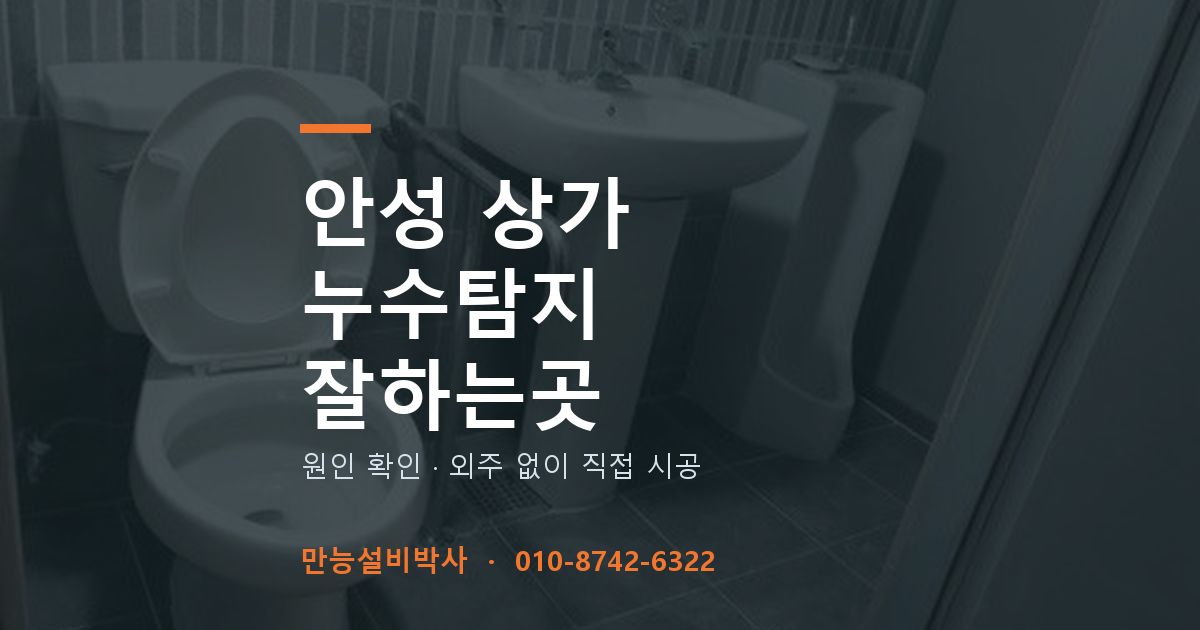 안성 상가
누수탐지
잘하는곳
원인 확인 · 외주 없이 직접 시공
만능설비박사 · 010-8742-6322